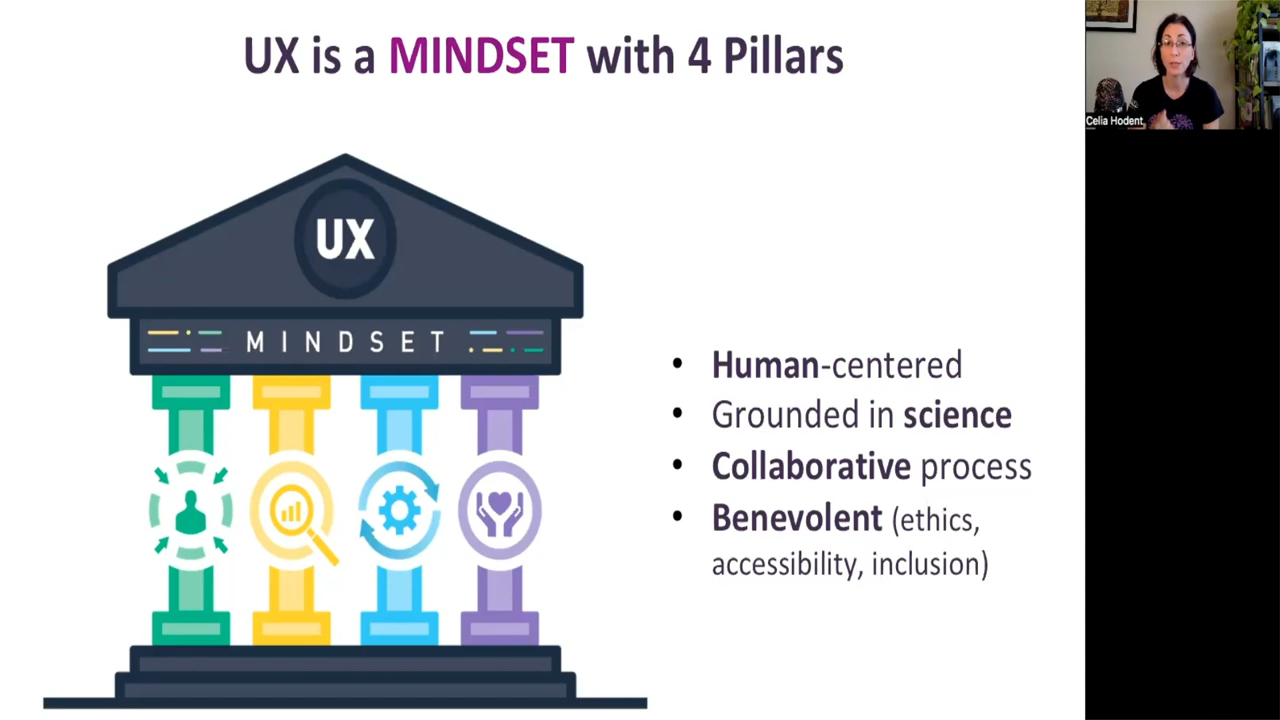 UX is a MINDSET with 4 Pillars
Celia Hodent
UX
MINDSET
• Human-centered
• Grounded in science
• Collaborative process
• Benevolent (ethics,
accessibility, inclusion)